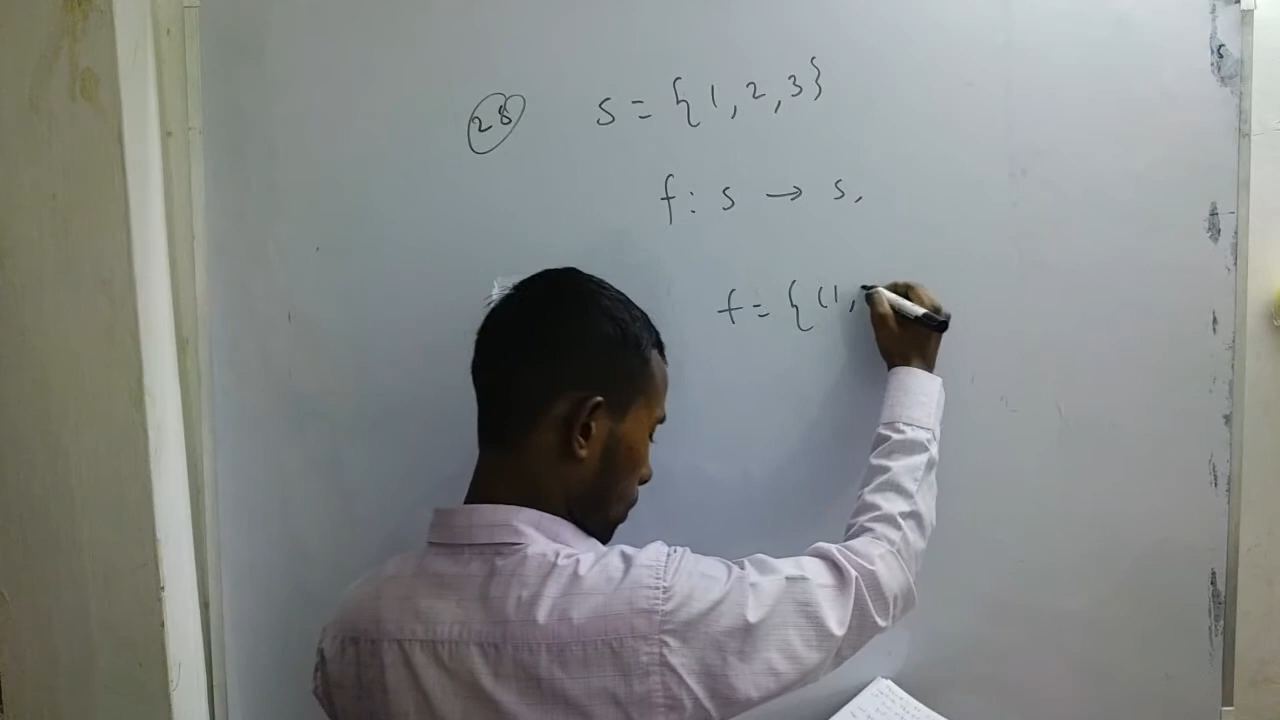 28 S = {1, 2, 3}
f: S → S,
f = {(1,